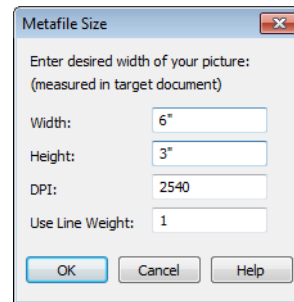 Metafile Size
Enter desired width of your picture:
(measured in target document)
Width: 6"
Height: 3"
DPI: 2540
Use Line Weight: 1
OK Cancel Help